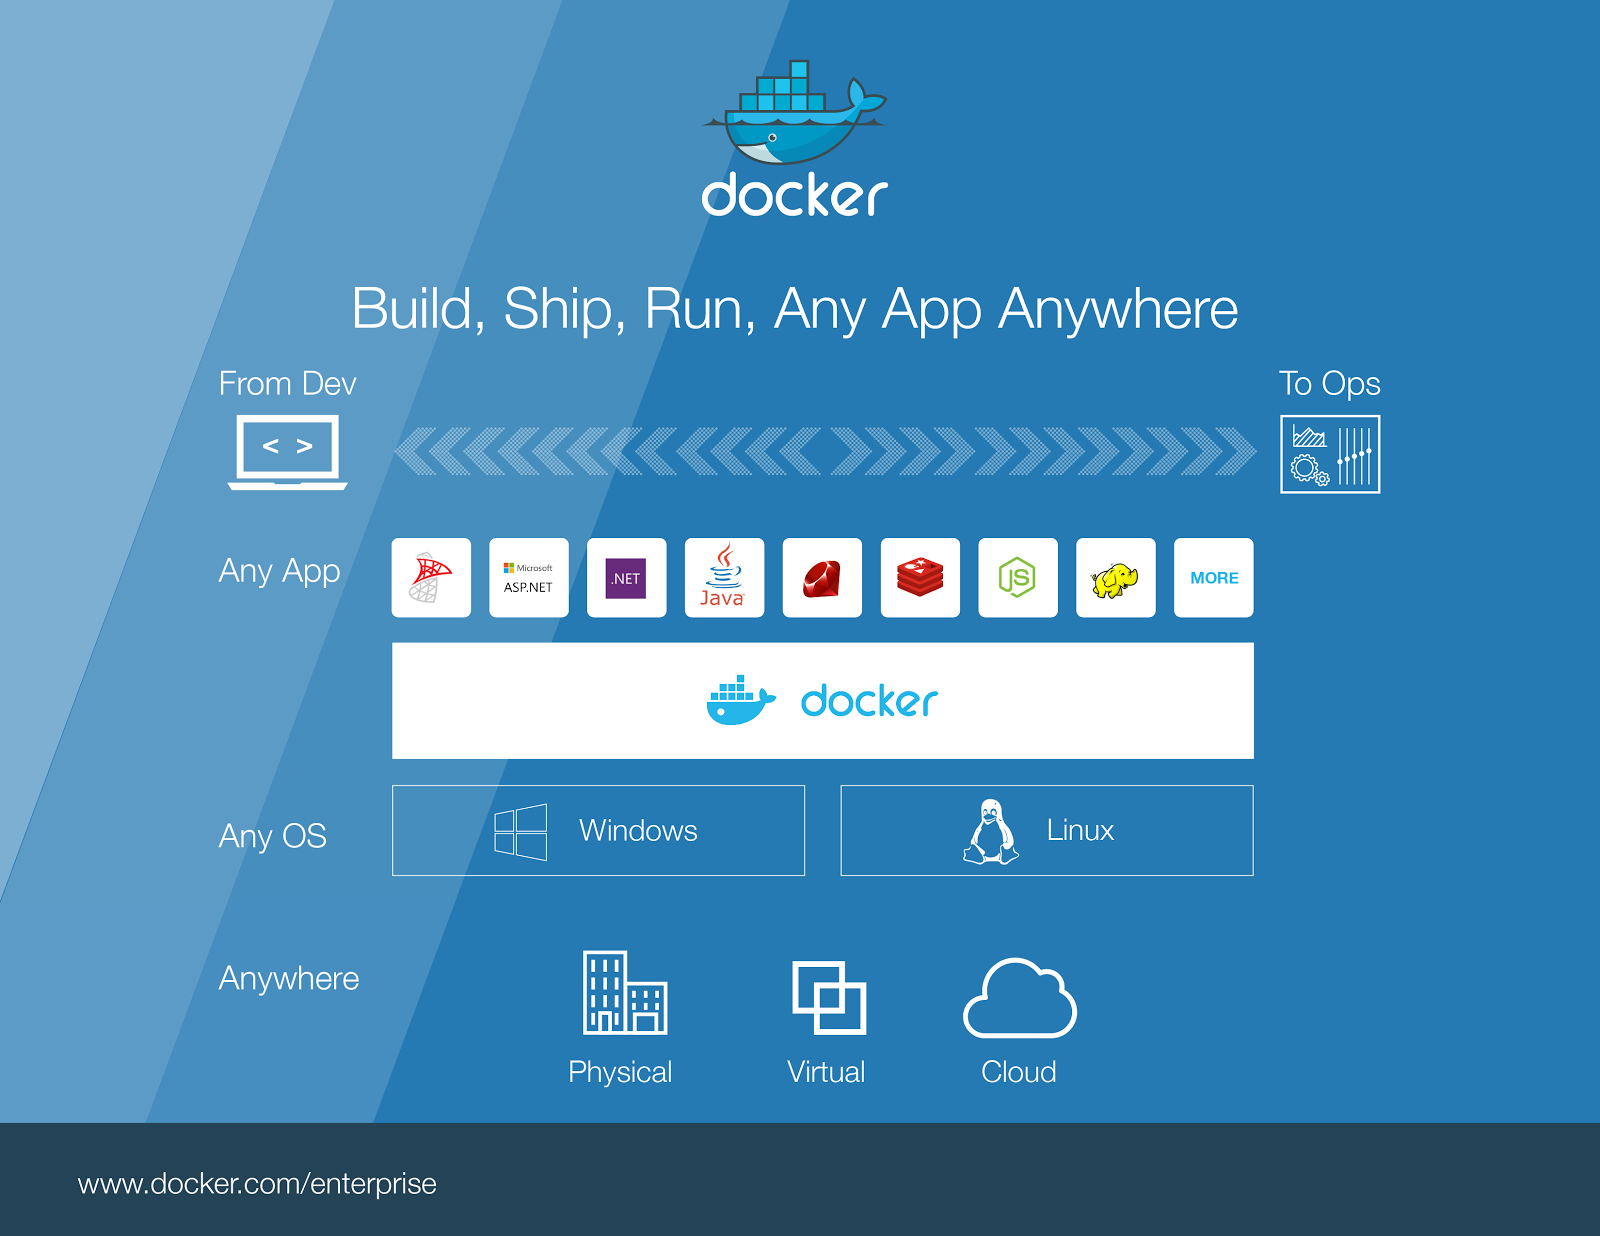 docker
Build, Ship, Run, Any App Anywhere
From Dev
To Ops
< >
Any App
Microsoft
ASP.NET
.NET
Java
JS
MORE
docker
Any OS
Windows
Linux
Anywhere
Physical
Virtual
Cloud
www.docker.com/enterprise